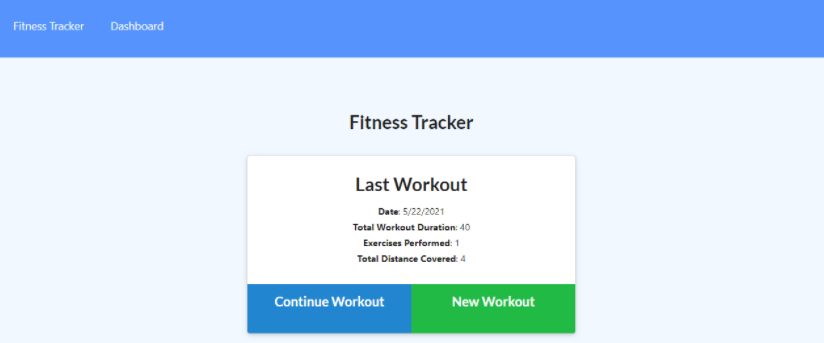 Fitness Tracker Dashboard
Fitness Tracker
Last Workout
Date: 5/22/2021
Total Workout Duration: 40
Exercises Performed: 1
Total Distance Covered: 4
Continue Workout New Workout